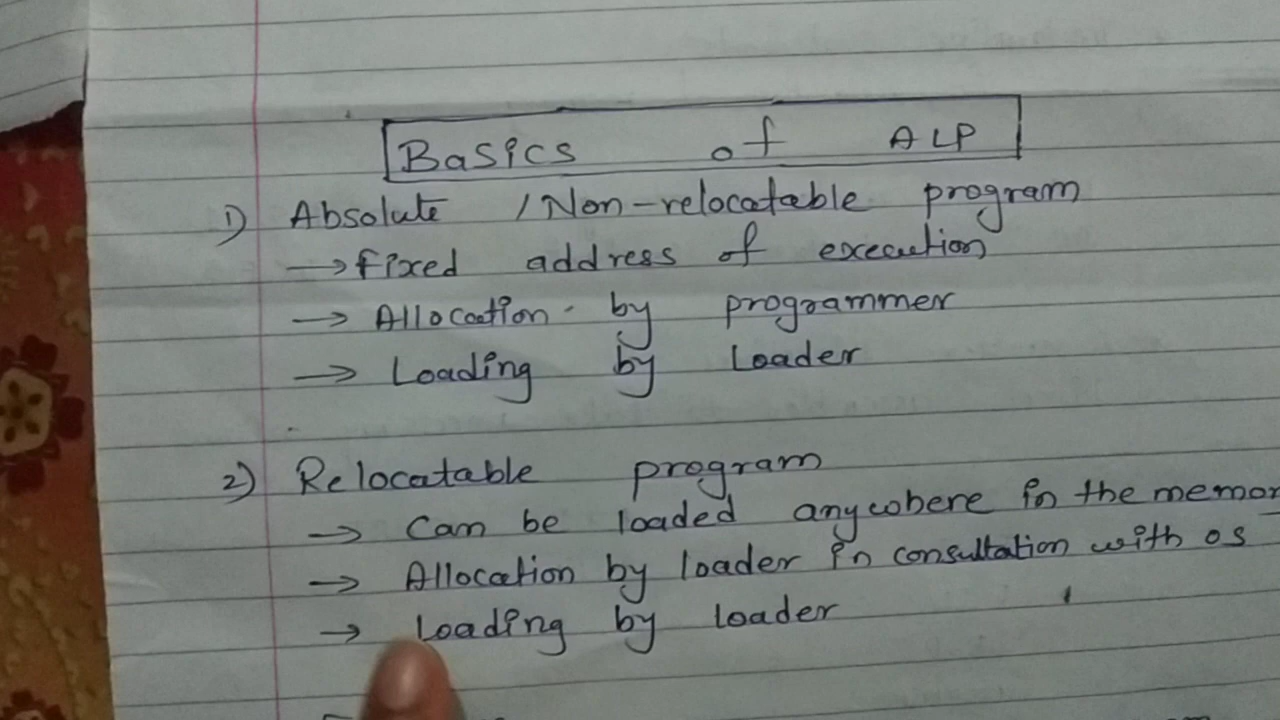 Basics of ALP
1) Absolute / Non-relocatable program
→ fixed address of execution
→ Allocation by programmer
→ Loading by Loader
2) Relocatable program
→ Can be loaded anywhere in the memor
→ Allocation by loader in consultation with os
→ Loading by loader